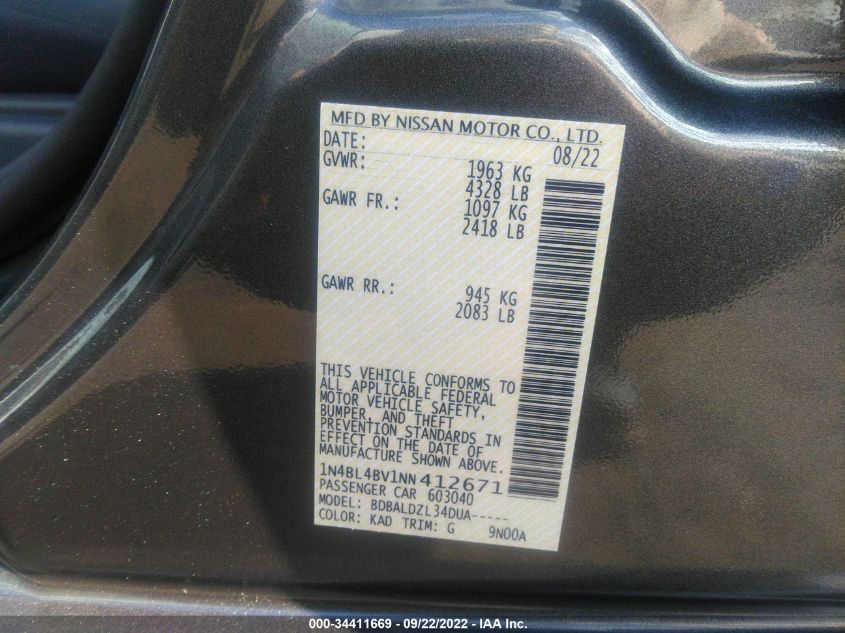 MFD BY NISSAN MOTOR CO., LTD.
DATE: 08/22
GVWR: 1963 KG
4328 LB
GAWR FR.: 1097 KG
2418 LB
GAWR RR.: 945 KG
2083 LB
THIS VEHICLE CONFORMS TO
ALL APPLICABLE FEDERAL
MOTOR VEHICLE SAFETY,
BUMPER, AND THEFT
PREVENTION STANDARDS IN
EFFECT ON THE DATE OF
MANUFACTURE SHOWN ABOVE.
1N4BL4BV1NN412671
PASSENGER CAR 603040
MODEL: BDBALDZL34DUA-----
COLOR: KAD TRIM: G 9N00A
000-34411669 - 09/22/2022 - IAA Inc.